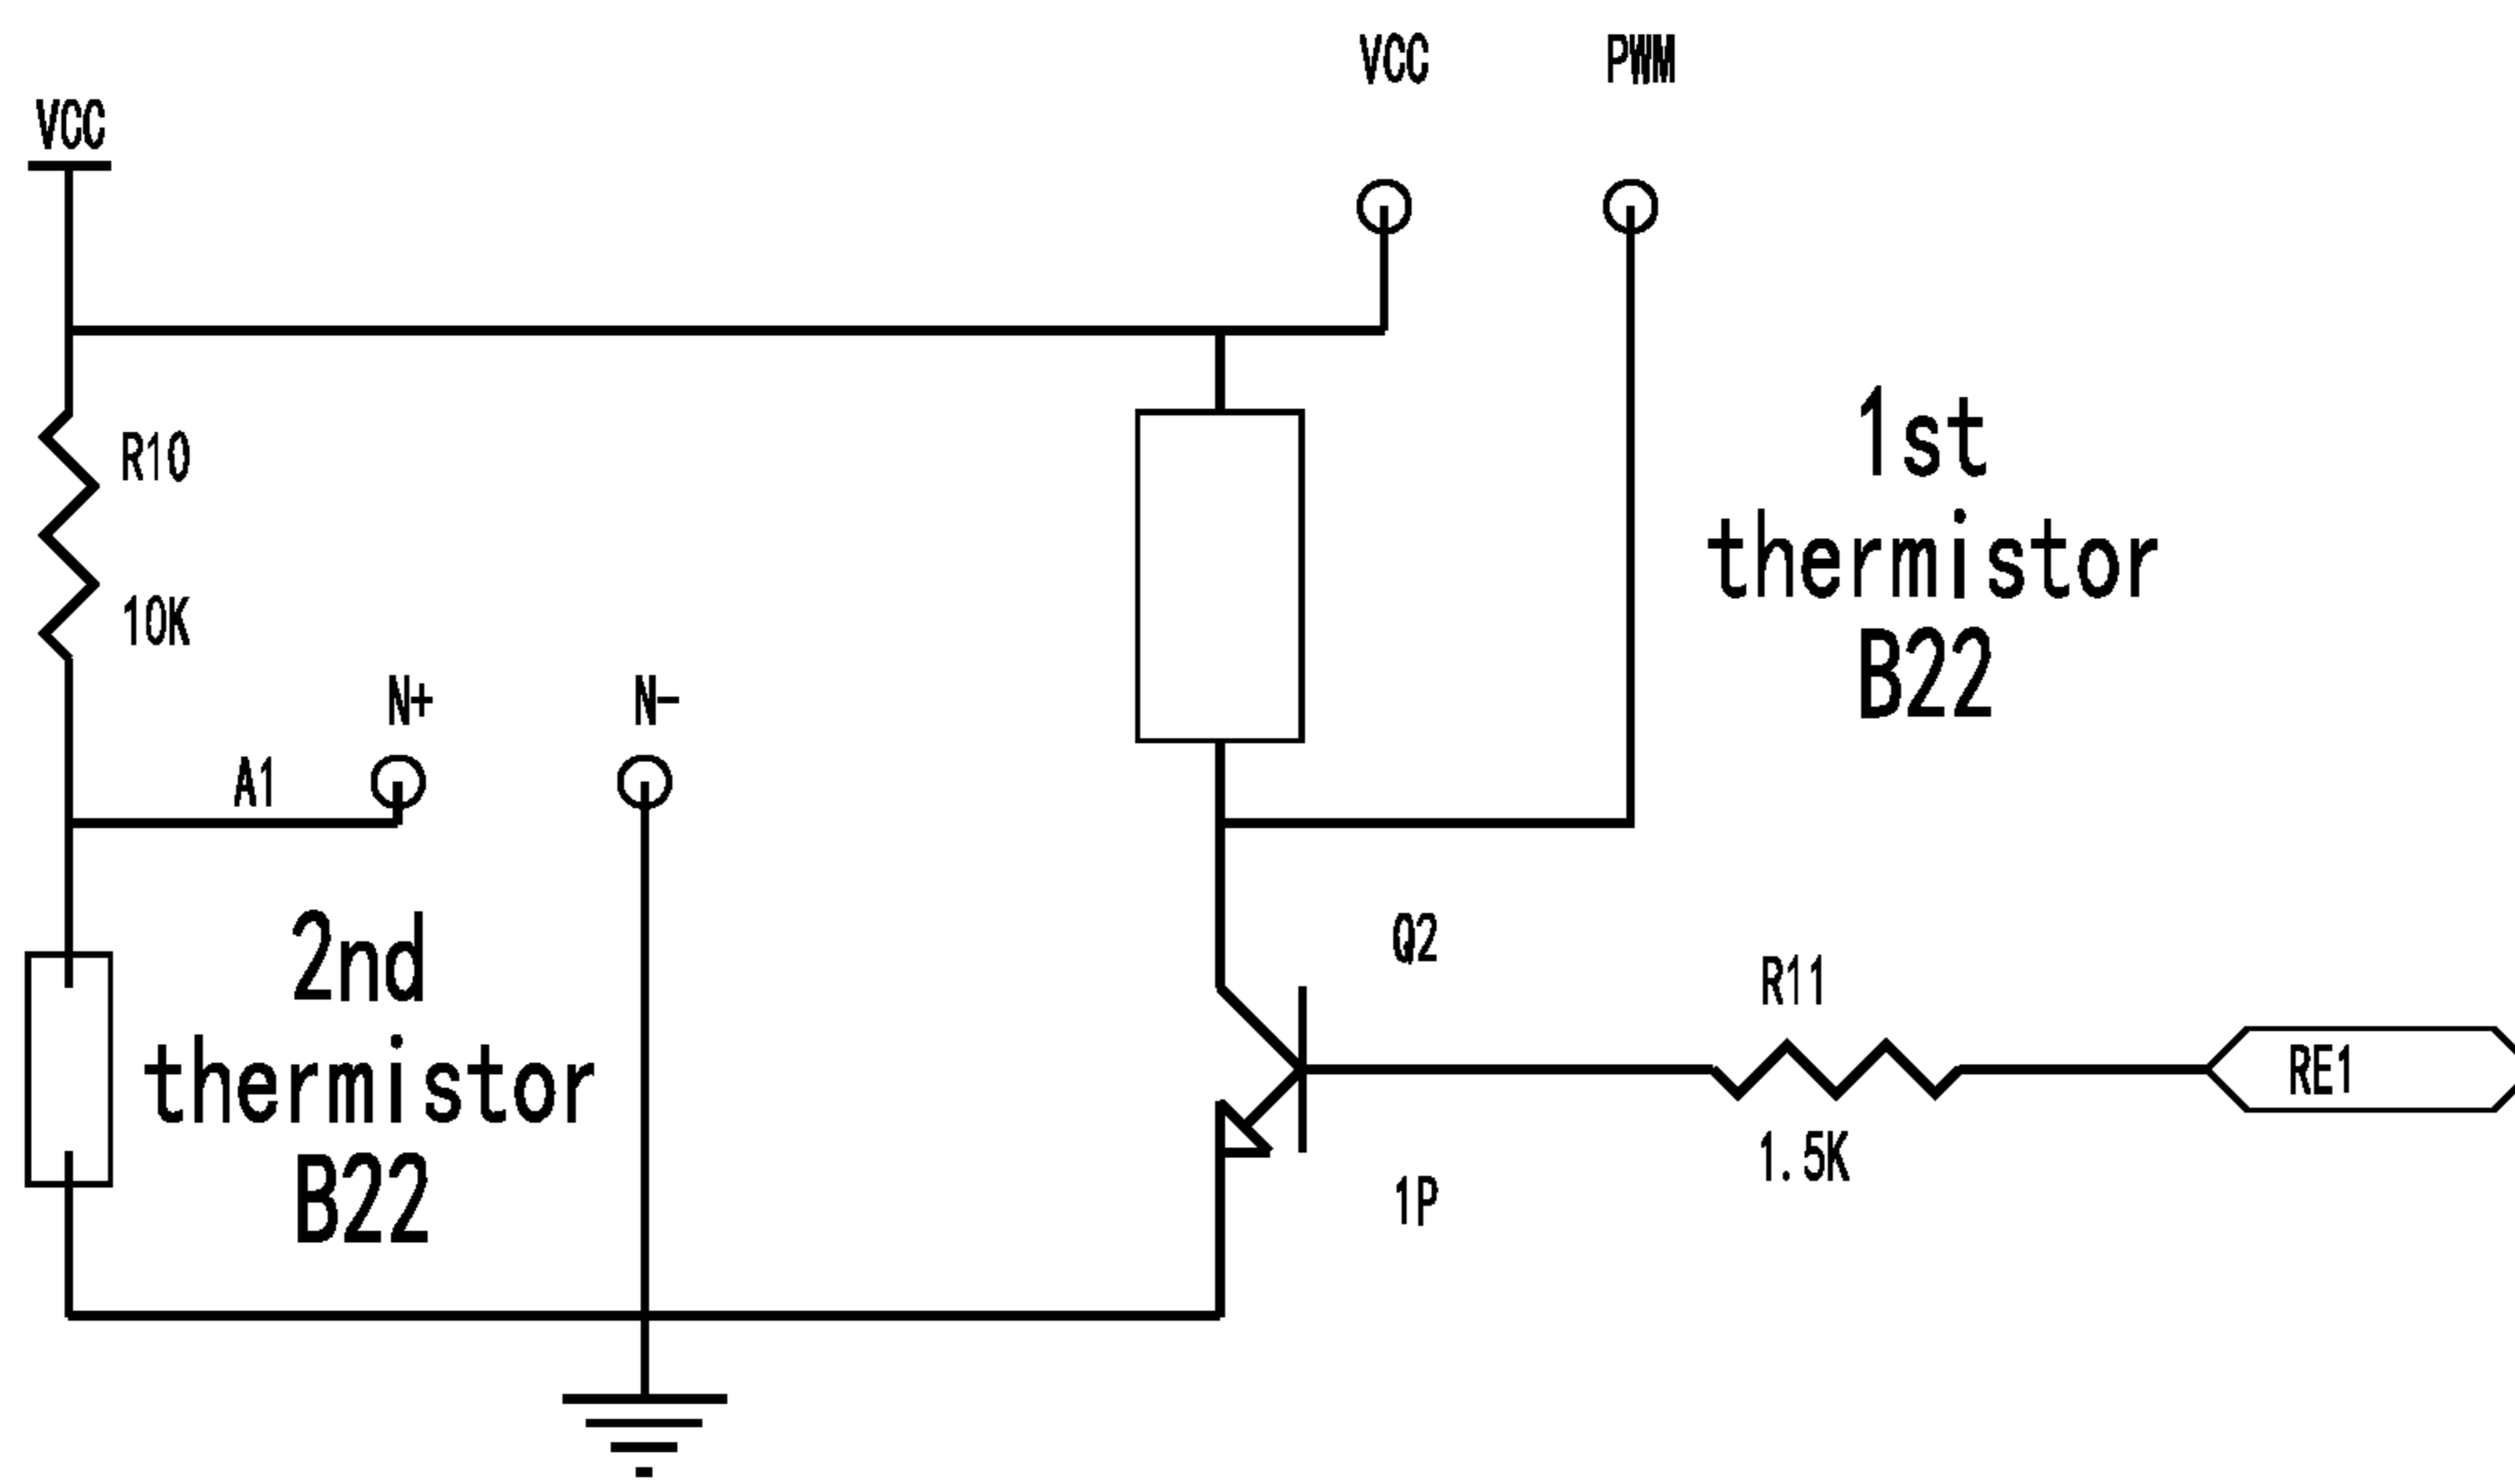 VCC
PWM
VCC
R10
10K
1st
thermistor
B22
N+
N-
A1
2nd
thermistor
B22
Q2
1P
R11
1.5K
RE1